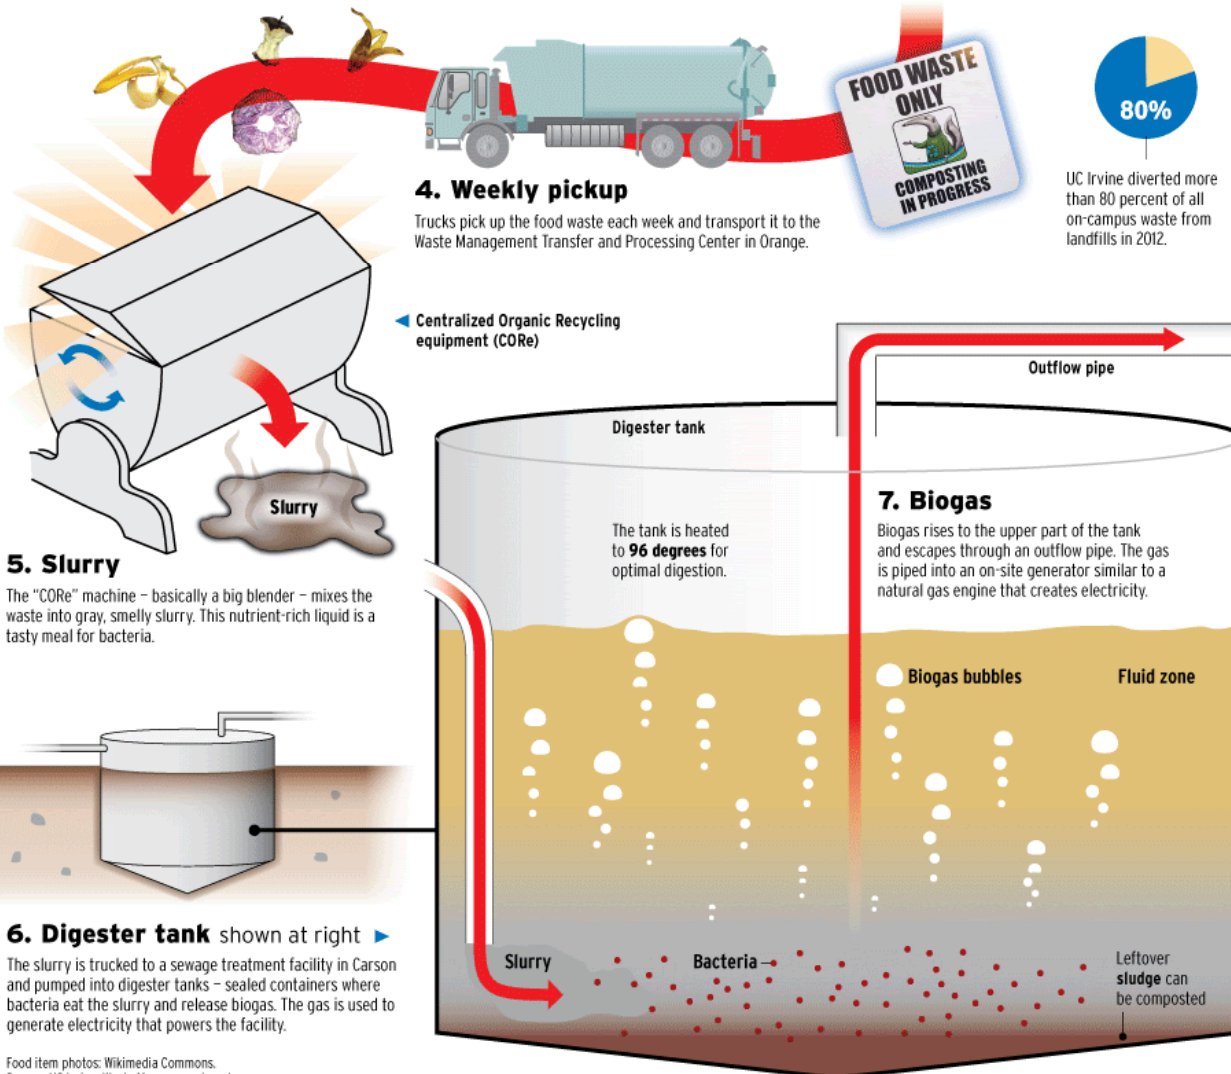 FOOD WASTE
ONLY
COMPOSTING
IN PROGRESS
80%
UC Irvine diverted more
than 80 percent of all
on-campus waste from
landfills in 2012.
4. Weekly pickup
Trucks pick up the food waste each week and transport it to the
Waste Management Transfer and Processing Center in Orange.
Centralized Organic Recycling
equipment (CORe)
Slurry
5. Slurry
The “CORe” machine – basically a big blender – mixes the
waste into gray, smelly slurry. This nutrient-rich liquid is a
tasty meal for bacteria.
6. Digester tank shown at right
The slurry is trucked to a sewage treatment facility in Carson
and pumped into digester tanks – sealed containers where
bacteria eat the slurry and release biogas. The gas is used to
generate electricity that powers the facility.
Food item photos: Wikimedia Commons.
Outflow pipe
Digester tank
The tank is heated
to 96 degrees for
optimal digestion.
7. Biogas
Biogas rises to the upper part of the tank
and escapes through an outflow pipe. The gas
is piped into an on-site generator similar to a
natural gas engine that creates electricity.
Biogas bubbles
Fluid zone
Slurry
Bacteria
Leftover
sludge can
be composted